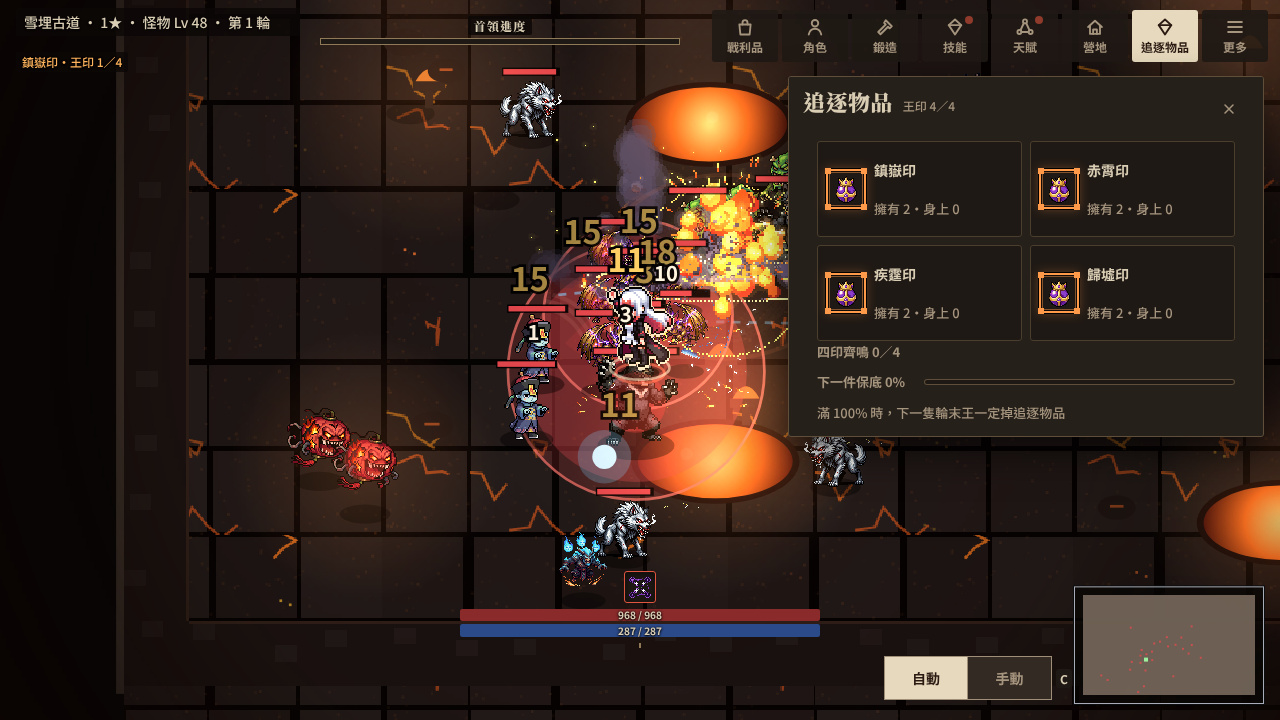 雪埋古道 · 1★ · 怪物 Lv 48 · 第 1 輪
鎮嶽印·王印 1／4
首領進度
戰利品
角色
鍛造
技能
天賦
營地
追逐物品
更多
追逐物品 王印 4／4
×
鎮嶽印
擁有 2·身上 0
赤霄印
擁有 2·身上 0
疾霆印
擁有 2·身上 0
歸墟印
擁有 2·身上 0
四印齊鳴 0／4
下一件保底 0%
滿 100% 時，下一隻輪末王一定掉追逐物品
15
15
18
11
10
15
3
1
11
968 / 968
287 / 287
自動
手動
C